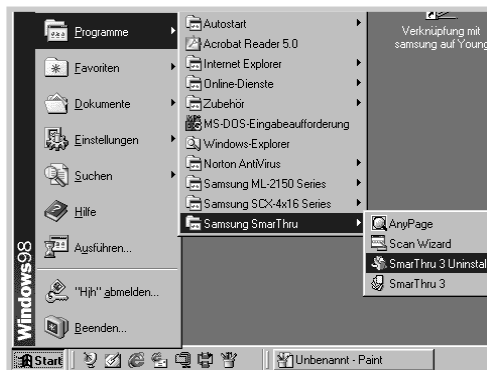 Programme
Favoriten
Dokumente
Einstellungen
Suchen
Hilfe
Ausführen...
"Hjh" abmelden...
Beenden...
Windows98
Autostart
Acrobat Reader 5.0
Internet Explorer
Online-Dienste
Zubehör
MS-DOS-Eingabeaufforderung
Windows-Explorer
Norton AntiVirus
Samsung ML-2150 Series
Samsung SCX-4x16 Series
Samsung SmarThru
AnyPage
Scan Wizard
SmarThru 3 Uninstal
SmarThru 3
Verknüpfung mit
samsung auf Young
Start
Unbenannt - Paint